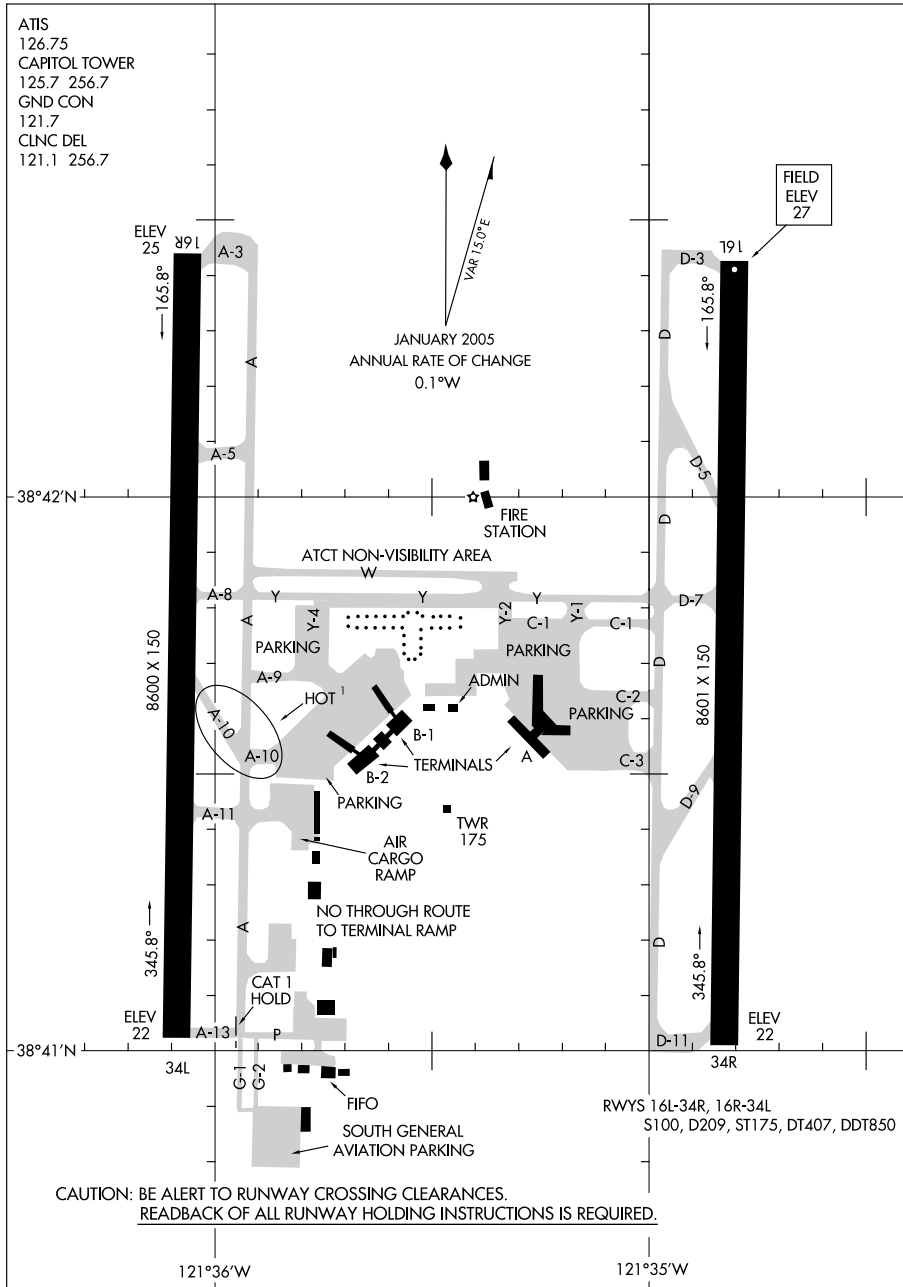 ATIS
126.75
CAPITOL TOWER
125.7 256.7
GND CON
121.7
CLNC DEL
121.1 256.7
VAR 15.0°E
JANUARY 2005
ANNUAL RATE OF CHANGE
0.1°W
FIELD
ELEV
27
ELEV
25
16R
A-3
165.8°
16L
D-3
165.8°
A
D
A-5
D-5
38°42'N
FIRE
STATION
D
ATCT NON-VISIBILITY AREA
W
A-8
Y
Y
Y
D-7
A
Y-4
Y-2
C-1
Y-1
C-1
PARKING
PARKING
D
8600 X 150
8601 X 150
A-9
HOT 1
ADMIN
C-2
PARKING
A-10
A-10
B-1
TERMINALS
A
C-3
B-2
PARKING
D-9
A-11
TWR
175
AIR
CARGO
RAMP
NO THROUGH ROUTE
TO TERMINAL RAMP
A
D
345.8°
345.8°
CAT 1
HOLD
ELEV
22
A-13
P
ELEV
22
D-11
38°41'N
34L
34R
G-1
G-2
FIFO
RWYS 16L-34R, 16R-34L
S100, D209, ST175, DT407, DDT850
SOUTH GENERAL
AVIATION PARKING
CAUTION: BE ALERT TO RUNWAY CROSSING CLEARANCES.
READBACK OF ALL RUNWAY HOLDING INSTRUCTIONS IS REQUIRED.
121°36'W
121°35'W